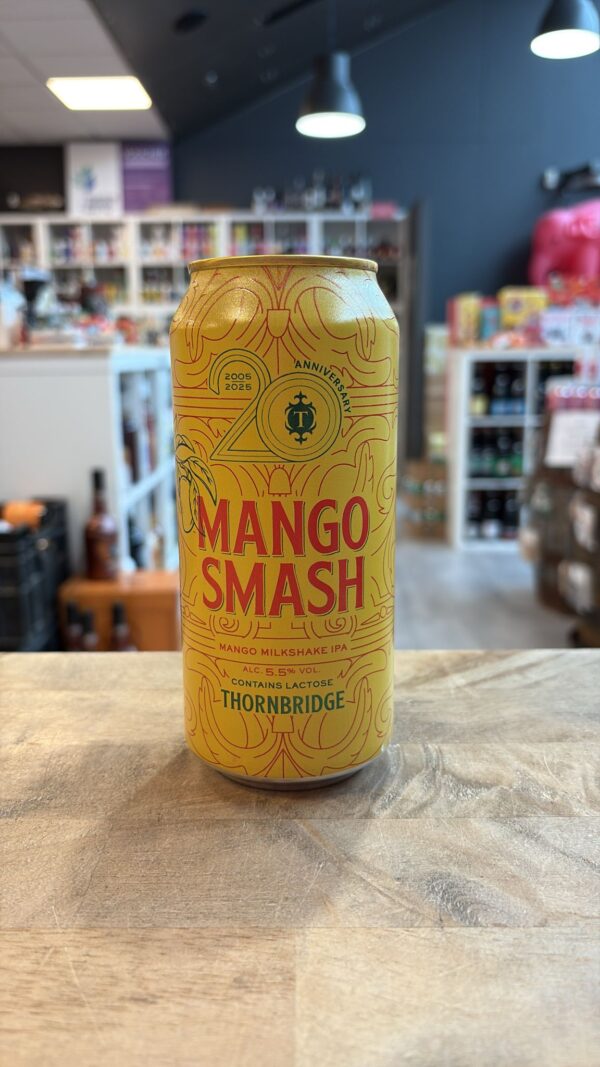 2005
2025
20
ANNIVERSARY
T
MANGO
SMASH
MANGO MILKSHAKE IPA
ALC. 5.5% VOL.
CONTAINS LACTOSE
THORNBRIDGE